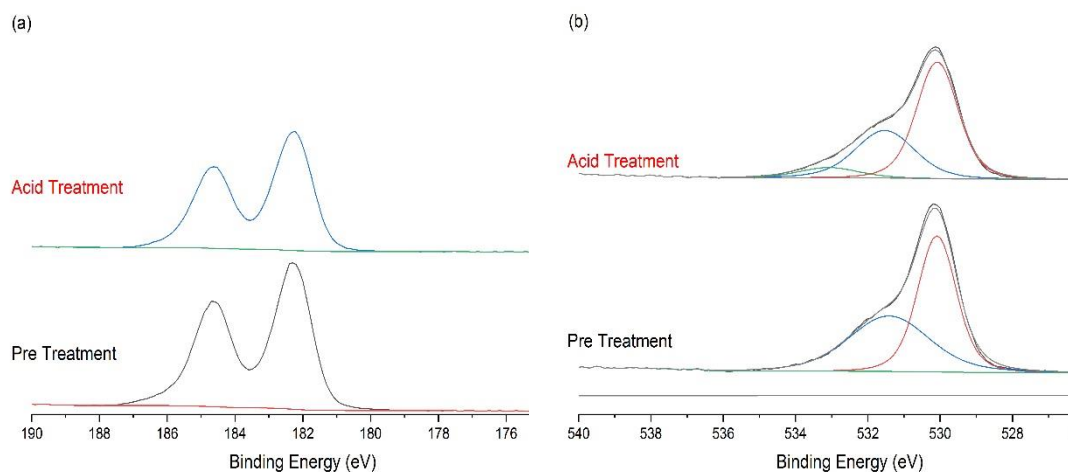 (a)
Acid Treatment
Pre Treatment
190 188 186 184 182 180 178 176
Binding Energy (eV)
(b)
Acid Treatment
Pre Treatment
540 538 536 534 532 530 528
Binding Energy (eV)